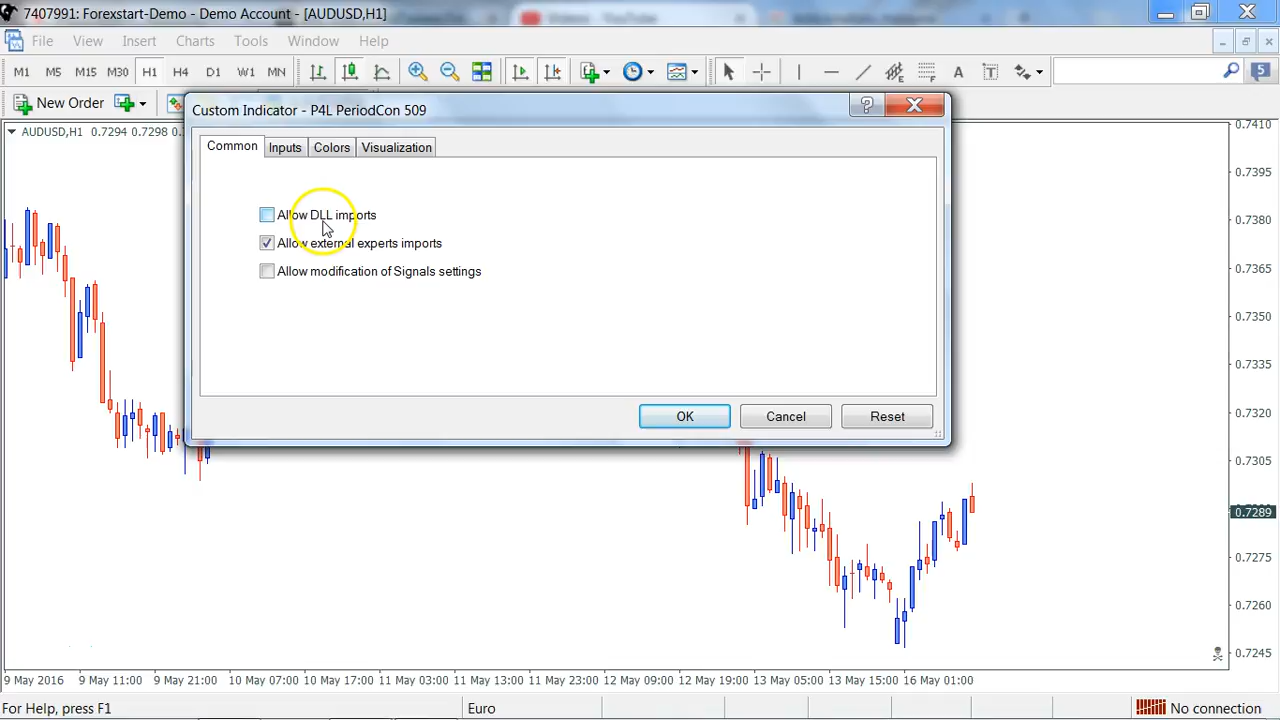 7407991: Forexstart-Demo - Demo Account - [AUDUSD,H1]
File View Insert Charts Tools Window Help
M1 M5 M15 M30 H1 H4 D1 W1 MN A T 5
New Order
Custom Indicator - P4L PeriodCon 509
AUDUSD,H1 0.7294 0.7298 0.7
Common Inputs Colors Visualization
Allow DLL imports
Allow external experts imports
Allow modification of Signals settings
OK Cancel Reset
0.7410
0.7395
0.7380
0.7365
0.7350
0.7335
0.7320
0.7305
0.7289
0.7275
0.7260
0.7245
9 May 2016 9 May 11:00 9 May 21:00 10 May 07:00 10 May 17:00 11 May 03:00 11 May 13:00 11 May 23:00 12 May 09:00 12 May 19:00 13 May 05:00 13 May 15:00 16 May 01:00
For Help, press F1 Euro No connection